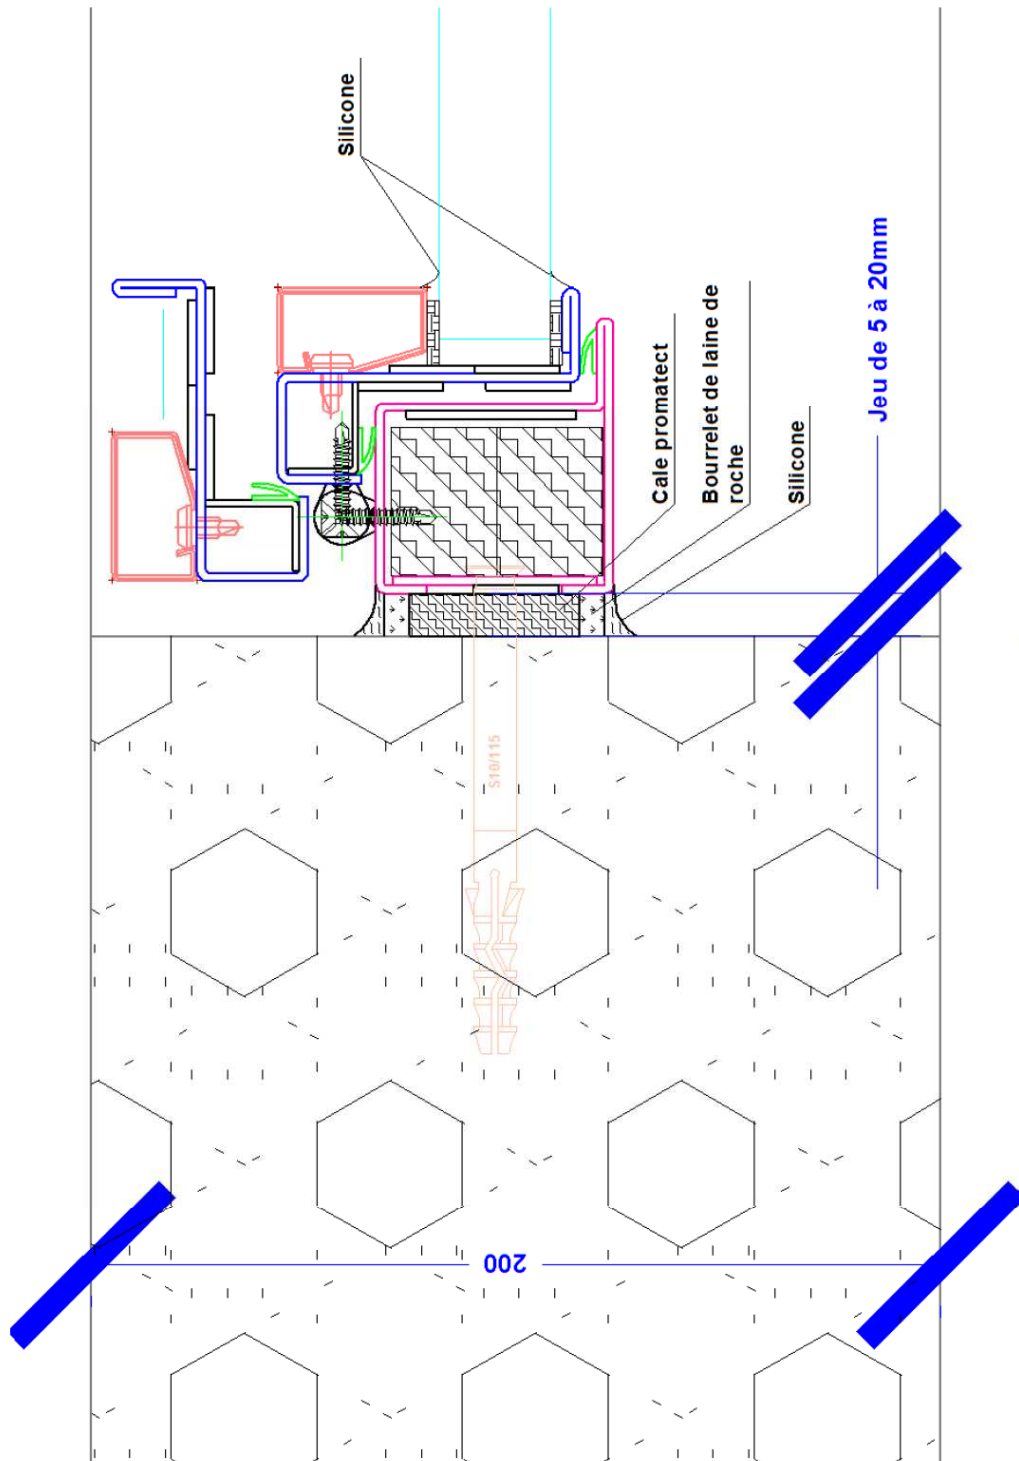 Silicone
Jeu de 5 à 20mm
Cale promatect
Bourrelet de laine de
roche
Silicone
S10/115
200